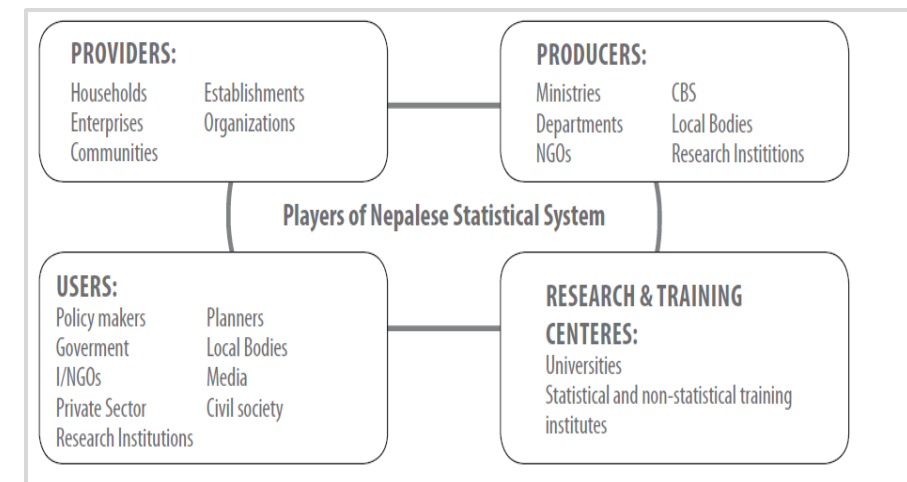 PROVIDERS:
Households Establishments
Enterprises Organizations
Communities
PRODUCERS:
Ministries CBS
Departments Local Bodies
NGOs Research Instititions
Players of Nepalese Statistical System
USERS:
Policy makers Planners
Goverment Local Bodies
I/NGOs Media
Private Sector Civil society
Research Institutions
RESEARCH & TRAINING
CENTERES:
Universities
Statistical and non-statistical training
institutes